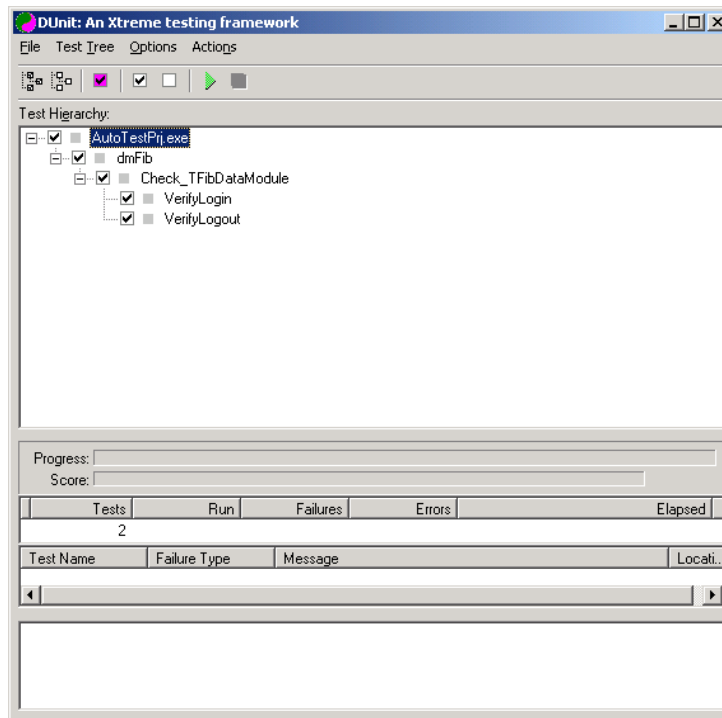 DUnit: An Xtreme testing framework
File Test Tree Options Actions
Test Hierarchy:
AutoTestPrj.exe
dmFib
Check_TFibDataModule
VerifyLogin
VerifyLogout
Progress:
Score:
Tests Run Failures Errors Elapsed
2
Test Name Failure Type Message Locati...